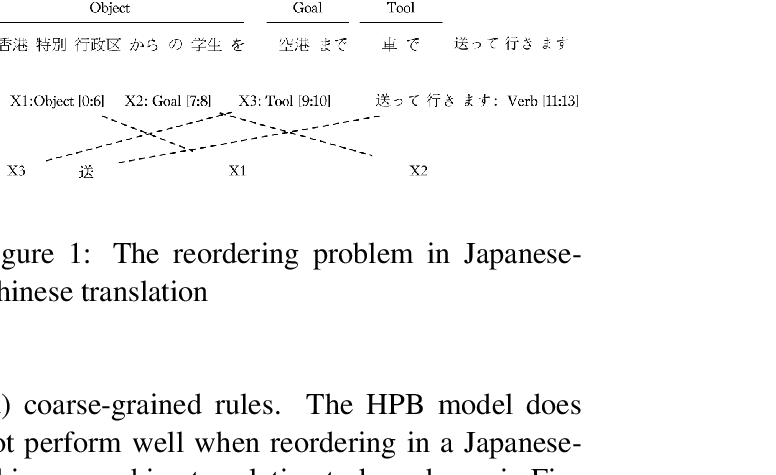 Object Goal Tool
香港 特別 行政区 から の 学生 を 空港 まで 車 で 送って 行き ます
X1:Object [0:6] X2: Goal [7:8] X3: Tool [9:10] 送って 行き ます: Verb [11:13]
X3 送 X1 X2
gure 1: The reordering problem in Japanese-
hinese translation
) coarse-grained rules. The HPB model does
ot perform well when reordering in a Japanese-